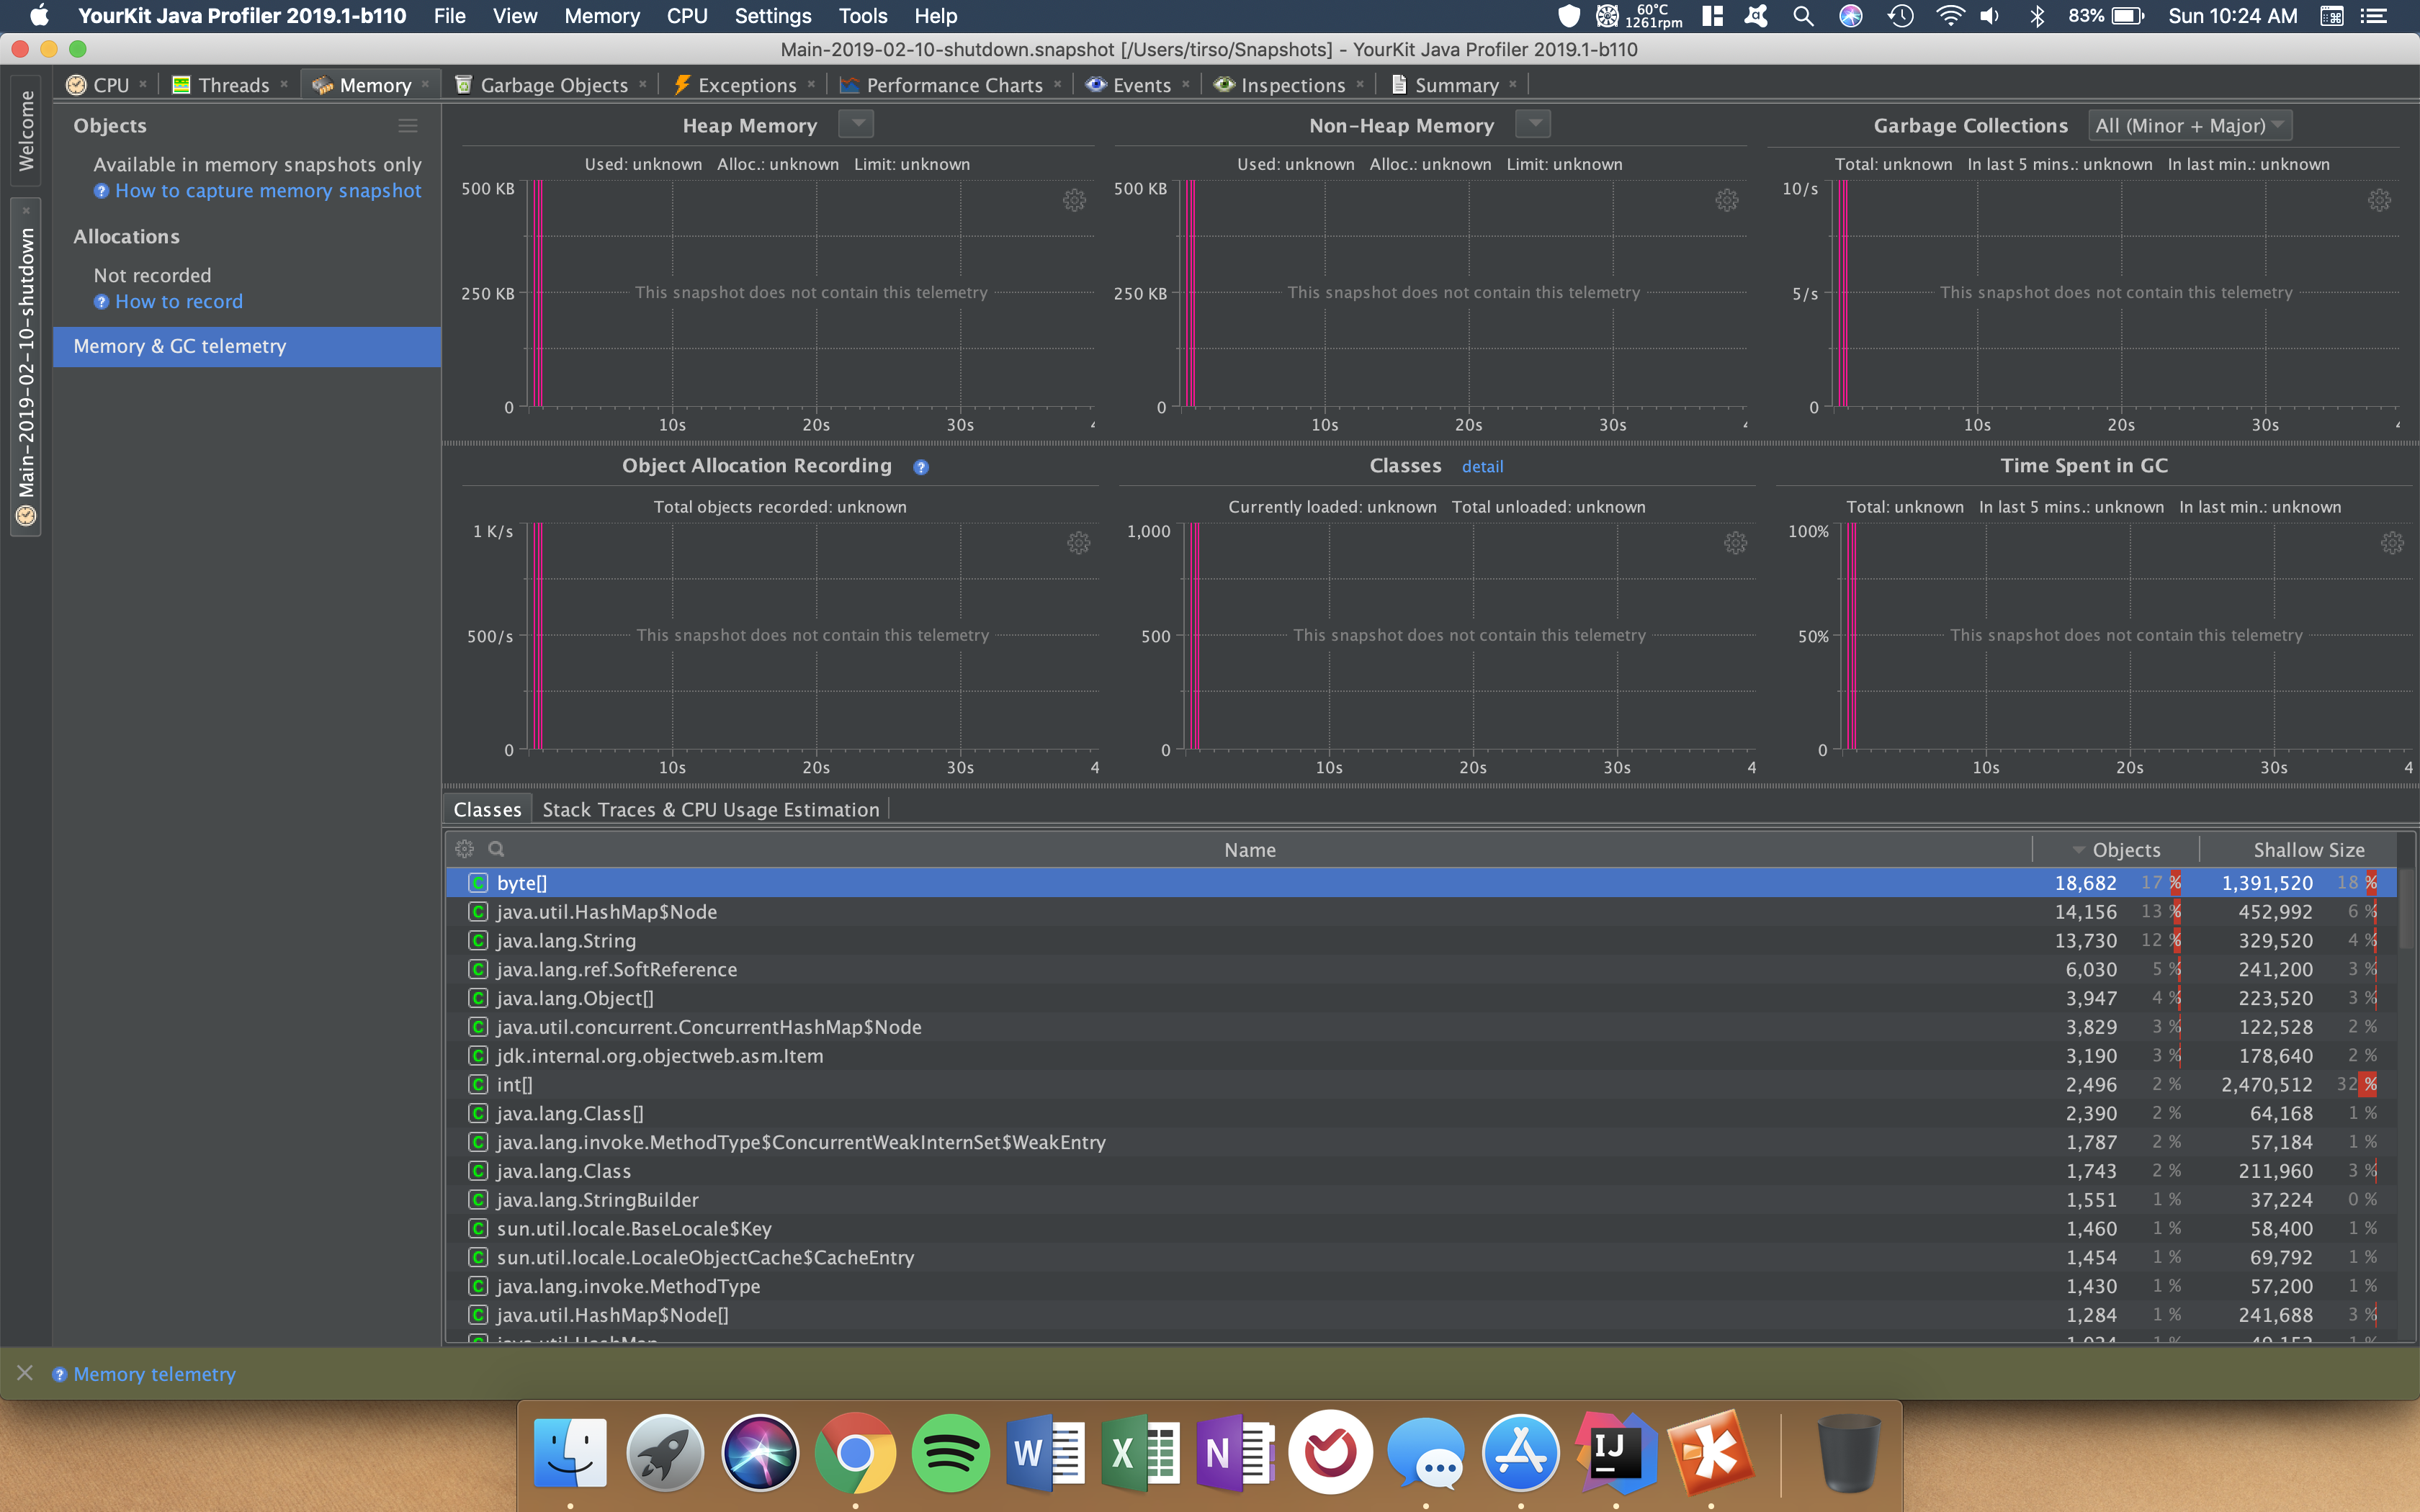 YourKit Java Profiler 2019.1-b110 File View Memory CPU Settings Tools Help 60°C 1261rpm 83% Sun 10:24 AM
Main-2019-02-10-shutdown.snapshot [/Users/tirso/Snapshots] - YourKit Java Profiler 2019.1-b110
Welcome
Main-2019-02-10-shutdown
CPU Threads Memory Garbage Objects Exceptions Performance Charts Events Inspections Summary
Objects
Available in memory snapshots only
How to capture memory snapshot
Allocations
Not recorded
How to record
Memory & GC telemetry
Heap Memory
Used: unknown Alloc.: unknown Limit: unknown
500 KB
250 KB
This snapshot does not contain this telemetry
0
10s 20s 30s
Non-Heap Memory
Used: unknown Alloc.: unknown Limit: unknown
500 KB
250 KB
This snapshot does not contain this telemetry
0
10s 20s 30s
Garbage Collections All (Minor + Major)
Total: unknown In last 5 mins.: unknown In last min.: unknown
10/s
5/s
This snapshot does not contain this telemetry
0
10s 20s 30s
Object Allocation Recording
Total objects recorded: unknown
1 K/s
500/s
This snapshot does not contain this telemetry
0
10s 20s 30s 4
Classes detail
Currently loaded: unknown Total unloaded: unknown
1,000
500
This snapshot does not contain this telemetry
0
10s 20s 30s 4
Time Spent in GC
Total: unknown In last 5 mins.: unknown In last min.: unknown
100%
50%
This snapshot does not contain this telemetry
0
10s 20s 30s 4
Classes Stack Traces & CPU Usage Estimation
Name Objects Shallow Size
C byte[] 18,682 17 % 1,391,520 18 %
C java.util.HashMap$Node 14,156 13 % 452,992 6 %
C java.lang.String 13,730 12 % 329,520 4 %
C java.lang.ref.SoftReference 6,030 5 % 241,200 3 %
C java.lang.Object[] 3,947 4 % 223,520 3 %
C java.util.concurrent.ConcurrentHashMap$Node 3,829 3 % 122,528 2 %
C jdk.internal.org.objectweb.asm.Item 3,190 3 % 178,640 2 %
C int[] 2,496 2 % 2,470,512 32 %
C java.lang.Class[] 2,390 2 % 64,168 1 %
C java.lang.invoke.MethodType$ConcurrentWeakInternSet$WeakEntry 1,787 2 % 57,184 1 %
C java.lang.Class 1,743 2 % 211,960 3 %
C java.lang.StringBuilder 1,551 1 % 37,224 0 %
C sun.util.locale.BaseLocale$Key 1,460 1 % 58,400 1 %
C sun.util.locale.LocaleObjectCache$CacheEntry 1,454 1 % 69,792 1 %
C java.lang.invoke.MethodType 1,430 1 % 57,200 1 %
C java.util.HashMap$Node[] 1,284 1 % 241,688 3 %
C java.util.HashMap 1 % 1 %
Memory telemetry
W X N IJ